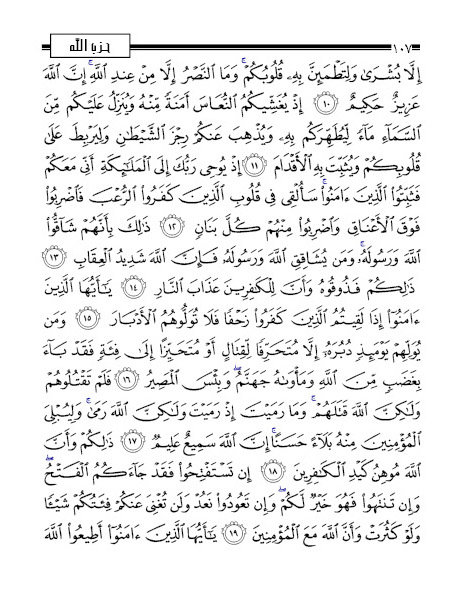 ١٠٧ حزب الله
إِلَّا بُشْرَىٰ وَلِتَطْمَئِنَّ بِهِۦ قُلُوبُكُمْ ۚ وَمَا ٱلنَّصْرُ إِلَّا مِنْ عِندِ ٱللَّهِ ۚ إِنَّ ٱللَّهَ
عَزِيزٌ حَكِيمٌ ١٠ إِذْ يُغَشِّيكُمُ ٱلنُّعَاسَ أَمَنَةً مِّنْهُ وَيُنَزِّلُ عَلَيْكُم مِّنَ
ٱلسَّمَآءِ مَآءً لِّيُطَهِّرَكُم بِهِۦ وَيُذْهِبَ عَنكُمْ رِجْزَ ٱلشَّيْطَٰنِ وَلِيَرْبِطَ عَلَىٰ
قُلُوبِكُمْ وَيُثَبِّتَ بِهِ ٱلْأَقْدَامَ ١١ إِذْ يُوحِى رَبُّكَ إِلَى ٱلْمَلَٰٓئِكَةِ أَنِّى مَعَكُمْ
فَثَبِّتُوا۟ ٱلَّذِينَ ءَامَنُوا۟ ۚ سَأُلْقِى فِى قُلُوبِ ٱلَّذِينَ كَفَرُوا۟ ٱلرُّعْبَ فَٱضْرِبُوا۟
فَوْقَ ٱلْأَعْنَاقِ وَٱضْرِبُوا۟ مِنْهُمْ كُلَّ بَنَانٍ ١٢ ذَٰلِكَ بِأَنَّهُمْ شَآقُّوا۟
ٱللَّهَ وَرَسُولَهُۥ ۚ وَمَن يُشَاقِقِ ٱللَّهَ وَرَسُولَهُۥ فَإِنَّ ٱللَّهَ شَدِيدُ ٱلْعِقَابِ ١٣
ذَٰلِكُمْ فَذُوقُوهُ وَأَنَّ لِلْكَٰفِرِينَ عَذَابَ ٱلنَّارِ ١٤ يَٰٓأَيُّهَا ٱلَّذِينَ
ءَامَنُوٓا۟ إِذَا لَقِيتُمُ ٱلَّذِينَ كَفَرُوا۟ زَحْفًا فَلَا تُوَلُّوهُمُ ٱلْأَدْبَارَ ١٥ وَمَن
يُوَلِّهِمْ يَوْمَئِذٍ دُبُرَهُۥٓ إِلَّا مُتَحَرِّفًا لِّقِتَالٍ أَوْ مُتَحَيِّزًا إِلَىٰ فِئَةٍ فَقَدْ بَآءَ
بِغَضَبٍ مِّنَ ٱللَّهِ وَمَأْوَىٰهُ جَهَنَّمُ ۖ وَبِئْسَ ٱلْمَصِيرُ ١٦ فَلَمْ تَقْتُلُوهُمْ
وَلَٰكِنَّ ٱللَّهَ قَتَلَهُمْ ۚ وَمَا رَمَيْتَ إِذْ رَمَيْتَ وَلَٰكِنَّ ٱللَّهَ رَمَىٰ ۚ وَلِيُبْلِىَ
ٱلْمُؤْمِنِينَ مِنْهُ بَلَآءً حَسَنًا ۚ إِنَّ ٱللَّهَ سَمِيعٌ عَلِيمٌ ١٧ ذَٰلِكُمْ وَأَنَّ
ٱللَّهَ مُوهِنُ كَيْدِ ٱلْكَٰفِرِينَ ١٨ إِن تَسْتَفْتِحُوا۟ فَقَدْ جَآءَكُمُ ٱلْفَتْحُ ۖ
وَإِن تَنتَهُوا۟ فَهُوَ خَيْرٌ لَّكُمْ ۖ وَإِن تَعُودُوا۟ نَعُدْ وَلَن تُغْنِىَ عَنكُمْ فِئَتُكُمْ شَيْـًٔا
وَلَوْ كَثُرَتْ وَأَنَّ ٱللَّهَ مَعَ ٱلْمُؤْمِنِينَ ١٩ يَٰٓأَيُّهَا ٱلَّذِينَ ءَامَنُوٓا۟ أَطِيعُوا۟ ٱللَّهَ